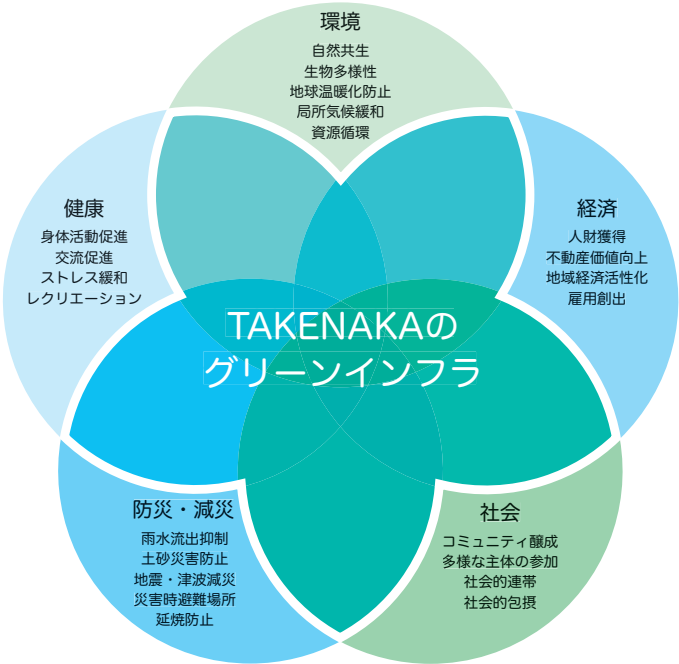 環境
自然共生
生物多様性
地球温暖化防止
局所気候緩和
資源循環
健康
身体活動促進
交流促進
ストレス緩和
レクリエーション
経済
人財獲得
不動産価値向上
地域経済活性化
雇用創出
TAKENAKAの
グリーンインフラ
防災・減災
雨水流出抑制
土砂災害防止
地震・津波減災
災害時避難場所
延焼防止
社会
コミュニティ醸成
多様な主体の参加
社会的連帯
社会的包摂